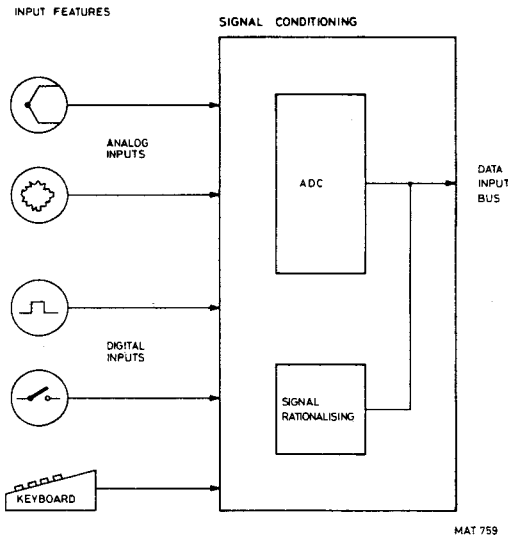 INPUT FEATURES
SIGNAL CONDITIONING
ANALOG
INPUTS
ADC
DATA
INPUT
BUS
DIGITAL
INPUTS
SIGNAL
RATIONALISING
KEYBOARD
MAT 759